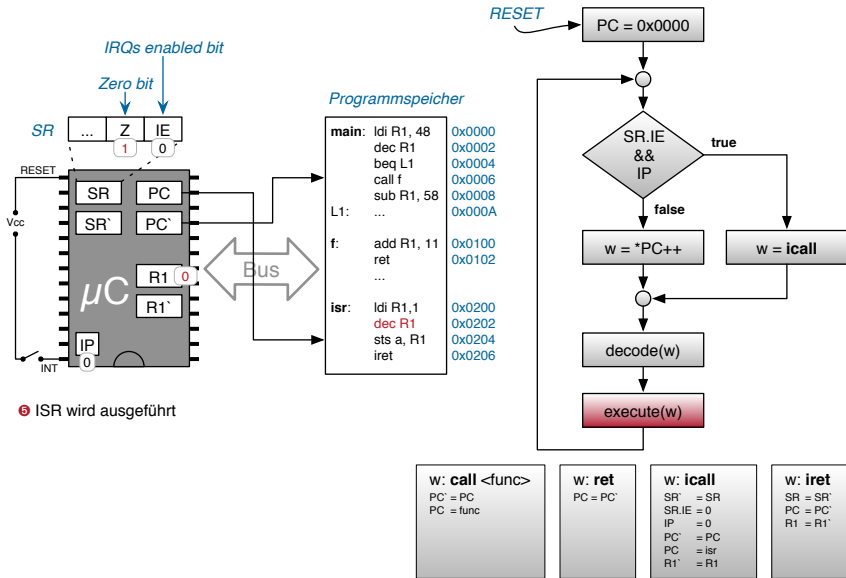 RESET
PC = 0x0000
IRQs enabled bit
Zero bit
SR
... Z IE
1 0
Programmspeicher
main: ldi R1, 48 0x0000
dec R1 0x0002
beq L1 0x0004
call f 0x0006
sub R1, 58 0x0008
L1: ... 0x000A
f: add R1, 11 0x0100
ret 0x0102
...
isr: ldi R1,1 0x0200
dec R1 0x0202
sts a, R1 0x0204
iret 0x0206
RESET
Vcc
INT
SR PC
SR` PC`
µC
R1 0
R1`
IP
0
Bus
❺ ISR wird ausgeführt
SR.IE
&&
IP
true
false
w = *PC++
w = icall
decode(w)
execute(w)
w: call <func>
PC` = PC
PC = func
w: ret
PC = PC`
w: icall
SR` = SR
SR.IE = 0
IP = 0
PC` = PC
PC = isr
R1` = R1
w: iret
SR = SR`
PC = PC`
R1 = R1`